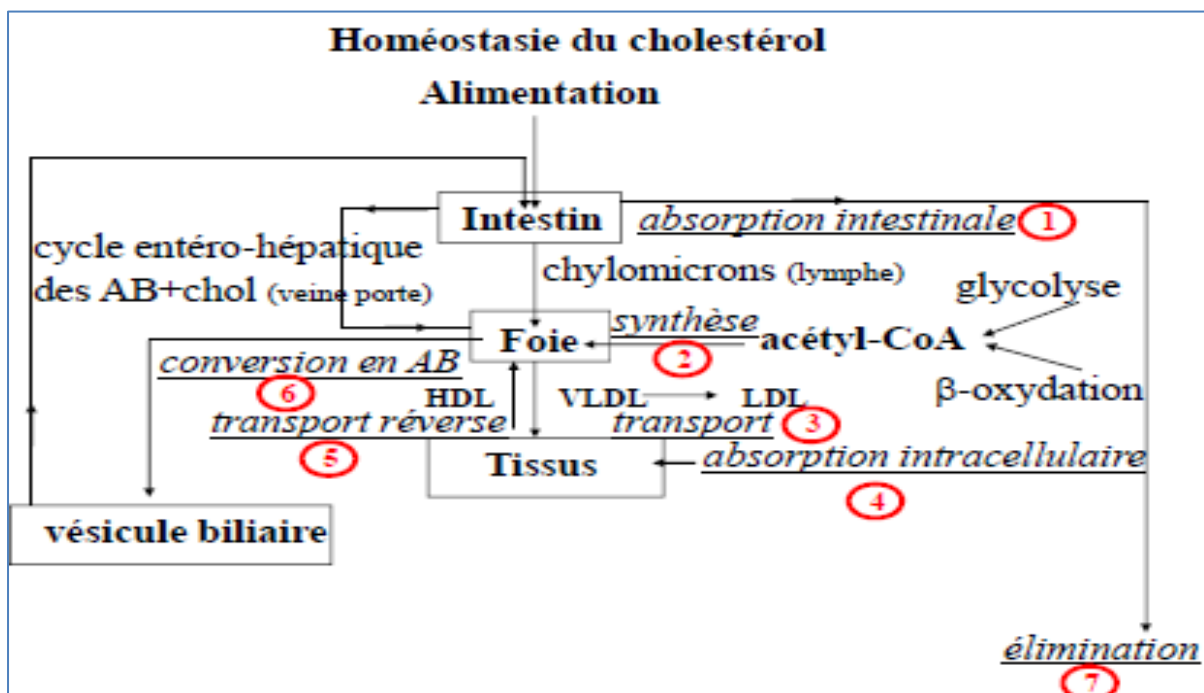 Homéostasie du cholestérol
Alimentation
Intestin
absorption intestinale 1
cycle entéro-hépatique
des AB+chol (veine porte)
chylomicrons (lymphe)
glycolyse
synthèse
Foie
acétyl-CoA
2
conversion en AB
6
β-oxydation
HDL
VLDL
LDL
transport réverse
transport 3
5
Tissus
absorption intracellulaire
4
vésicule biliaire
élimination
7